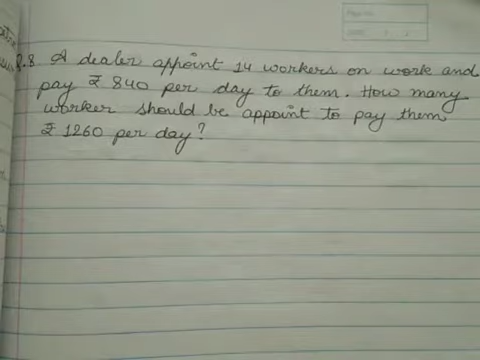 Q.8 A dealer appoint 14 workers on work and
pay ₹ 840 per day to them. How many
worker should be appoint to pay them
₹ 1260 per day?